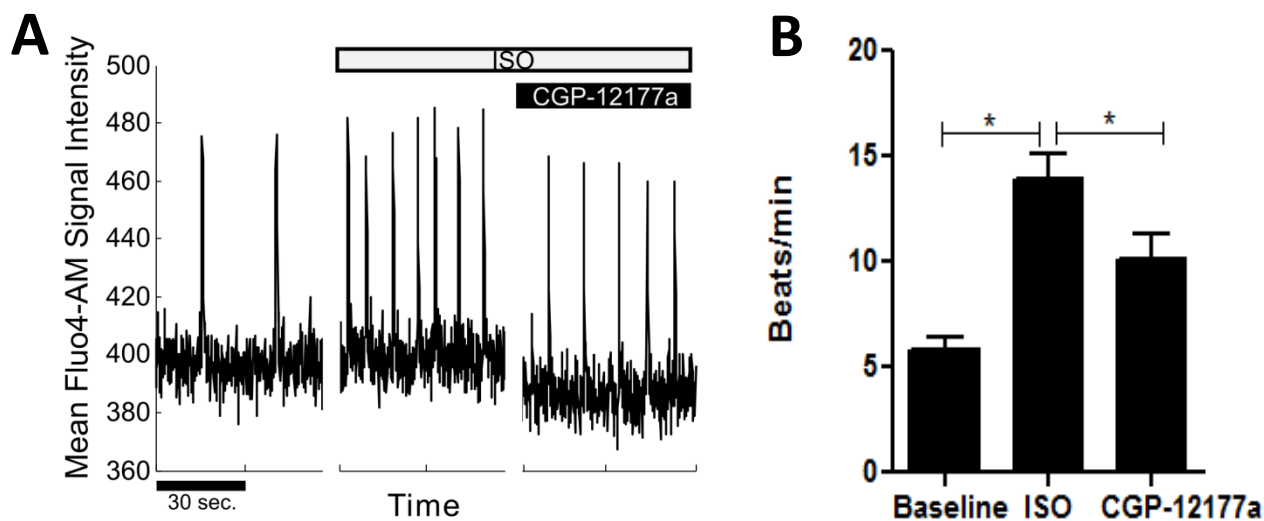 A
Mean Fluo4-AM Signal Intensity
500
480
460
440
420
400
380
360
ISO
CGP-12177a
30 sec.
Time
B
Beats/min
20
15
10
5
0
* *
Baseline ISO CGP-12177a